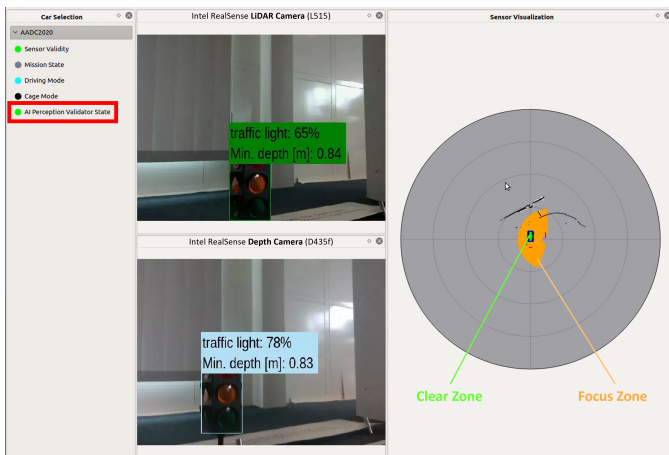 Car Selection
AADC2020
Sensor Validity
Mission State
Driving Mode
Cage Mode
AI Perception Validator State
Intel RealSense LiDAR Camera (L515)
traffic light: 65%
Min. depth [m]: 0.84
Intel RealSense Depth Camera (D435f)
traffic light: 78%
Min. depth [m]: 0.83
Sensor Visualization
Clear Zone
Focus Zone